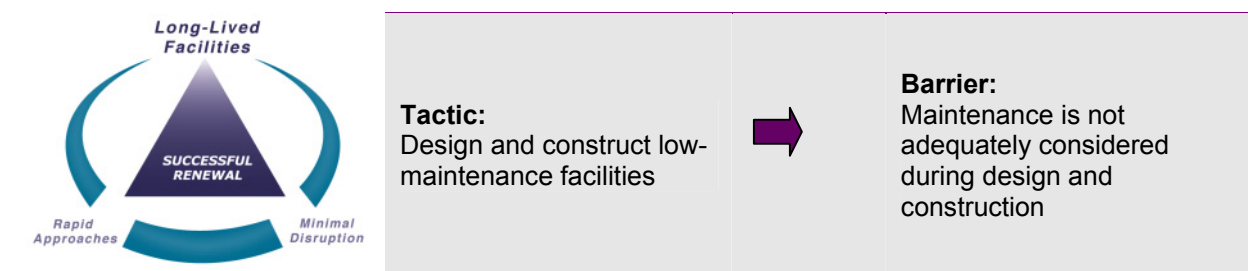 Long-Lived
Facilities
SUCCESSFUL
RENEWAL
Rapid
Approaches
Minimal
Disruption
Tactic:
Design and construct low-
maintenance facilities
Barrier:
Maintenance is not
adequately considered
during design and
construction